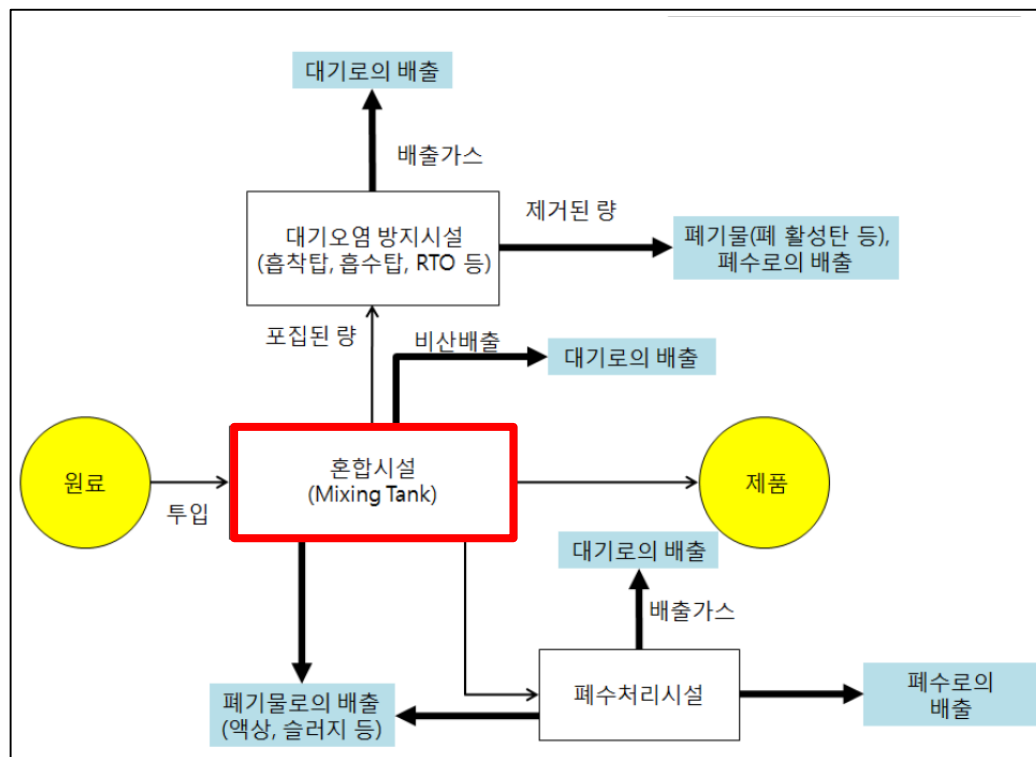 대기로의 배출
배출가스
대기오염 방지시설
(흡착탑, 흡수탑, RTO 등)
제거된 량
폐기물(폐 활성탄 등),
폐수로의 배출
포집된 량
비산배출
대기로의 배출
원료
투입
혼합시설
(Mixing Tank)
제품
대기로의 배출
배출가스
폐기물로의 배출
(액상, 슬러지 등)
폐수처리시설
폐수로의
배출